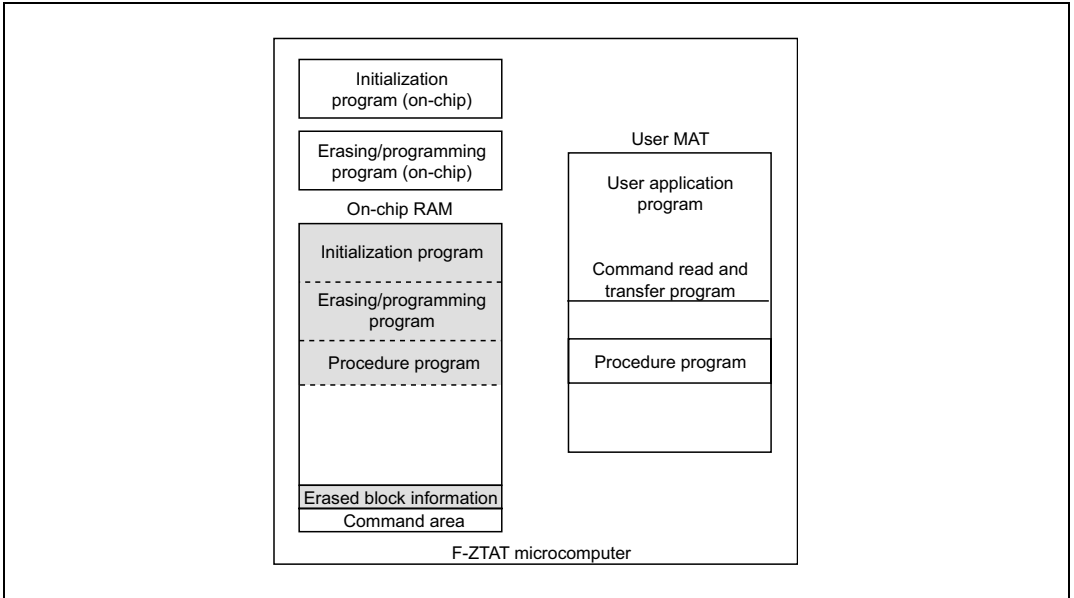 Initialization
program (on-chip)
Erasing/programming
program (on-chip)
On-chip RAM
Initialization program
Erasing/programming
program
Procedure program
Erased block information
Command area
User MAT
User application
program
Command read and
transfer program
Procedure program
F-ZTAT microcomputer